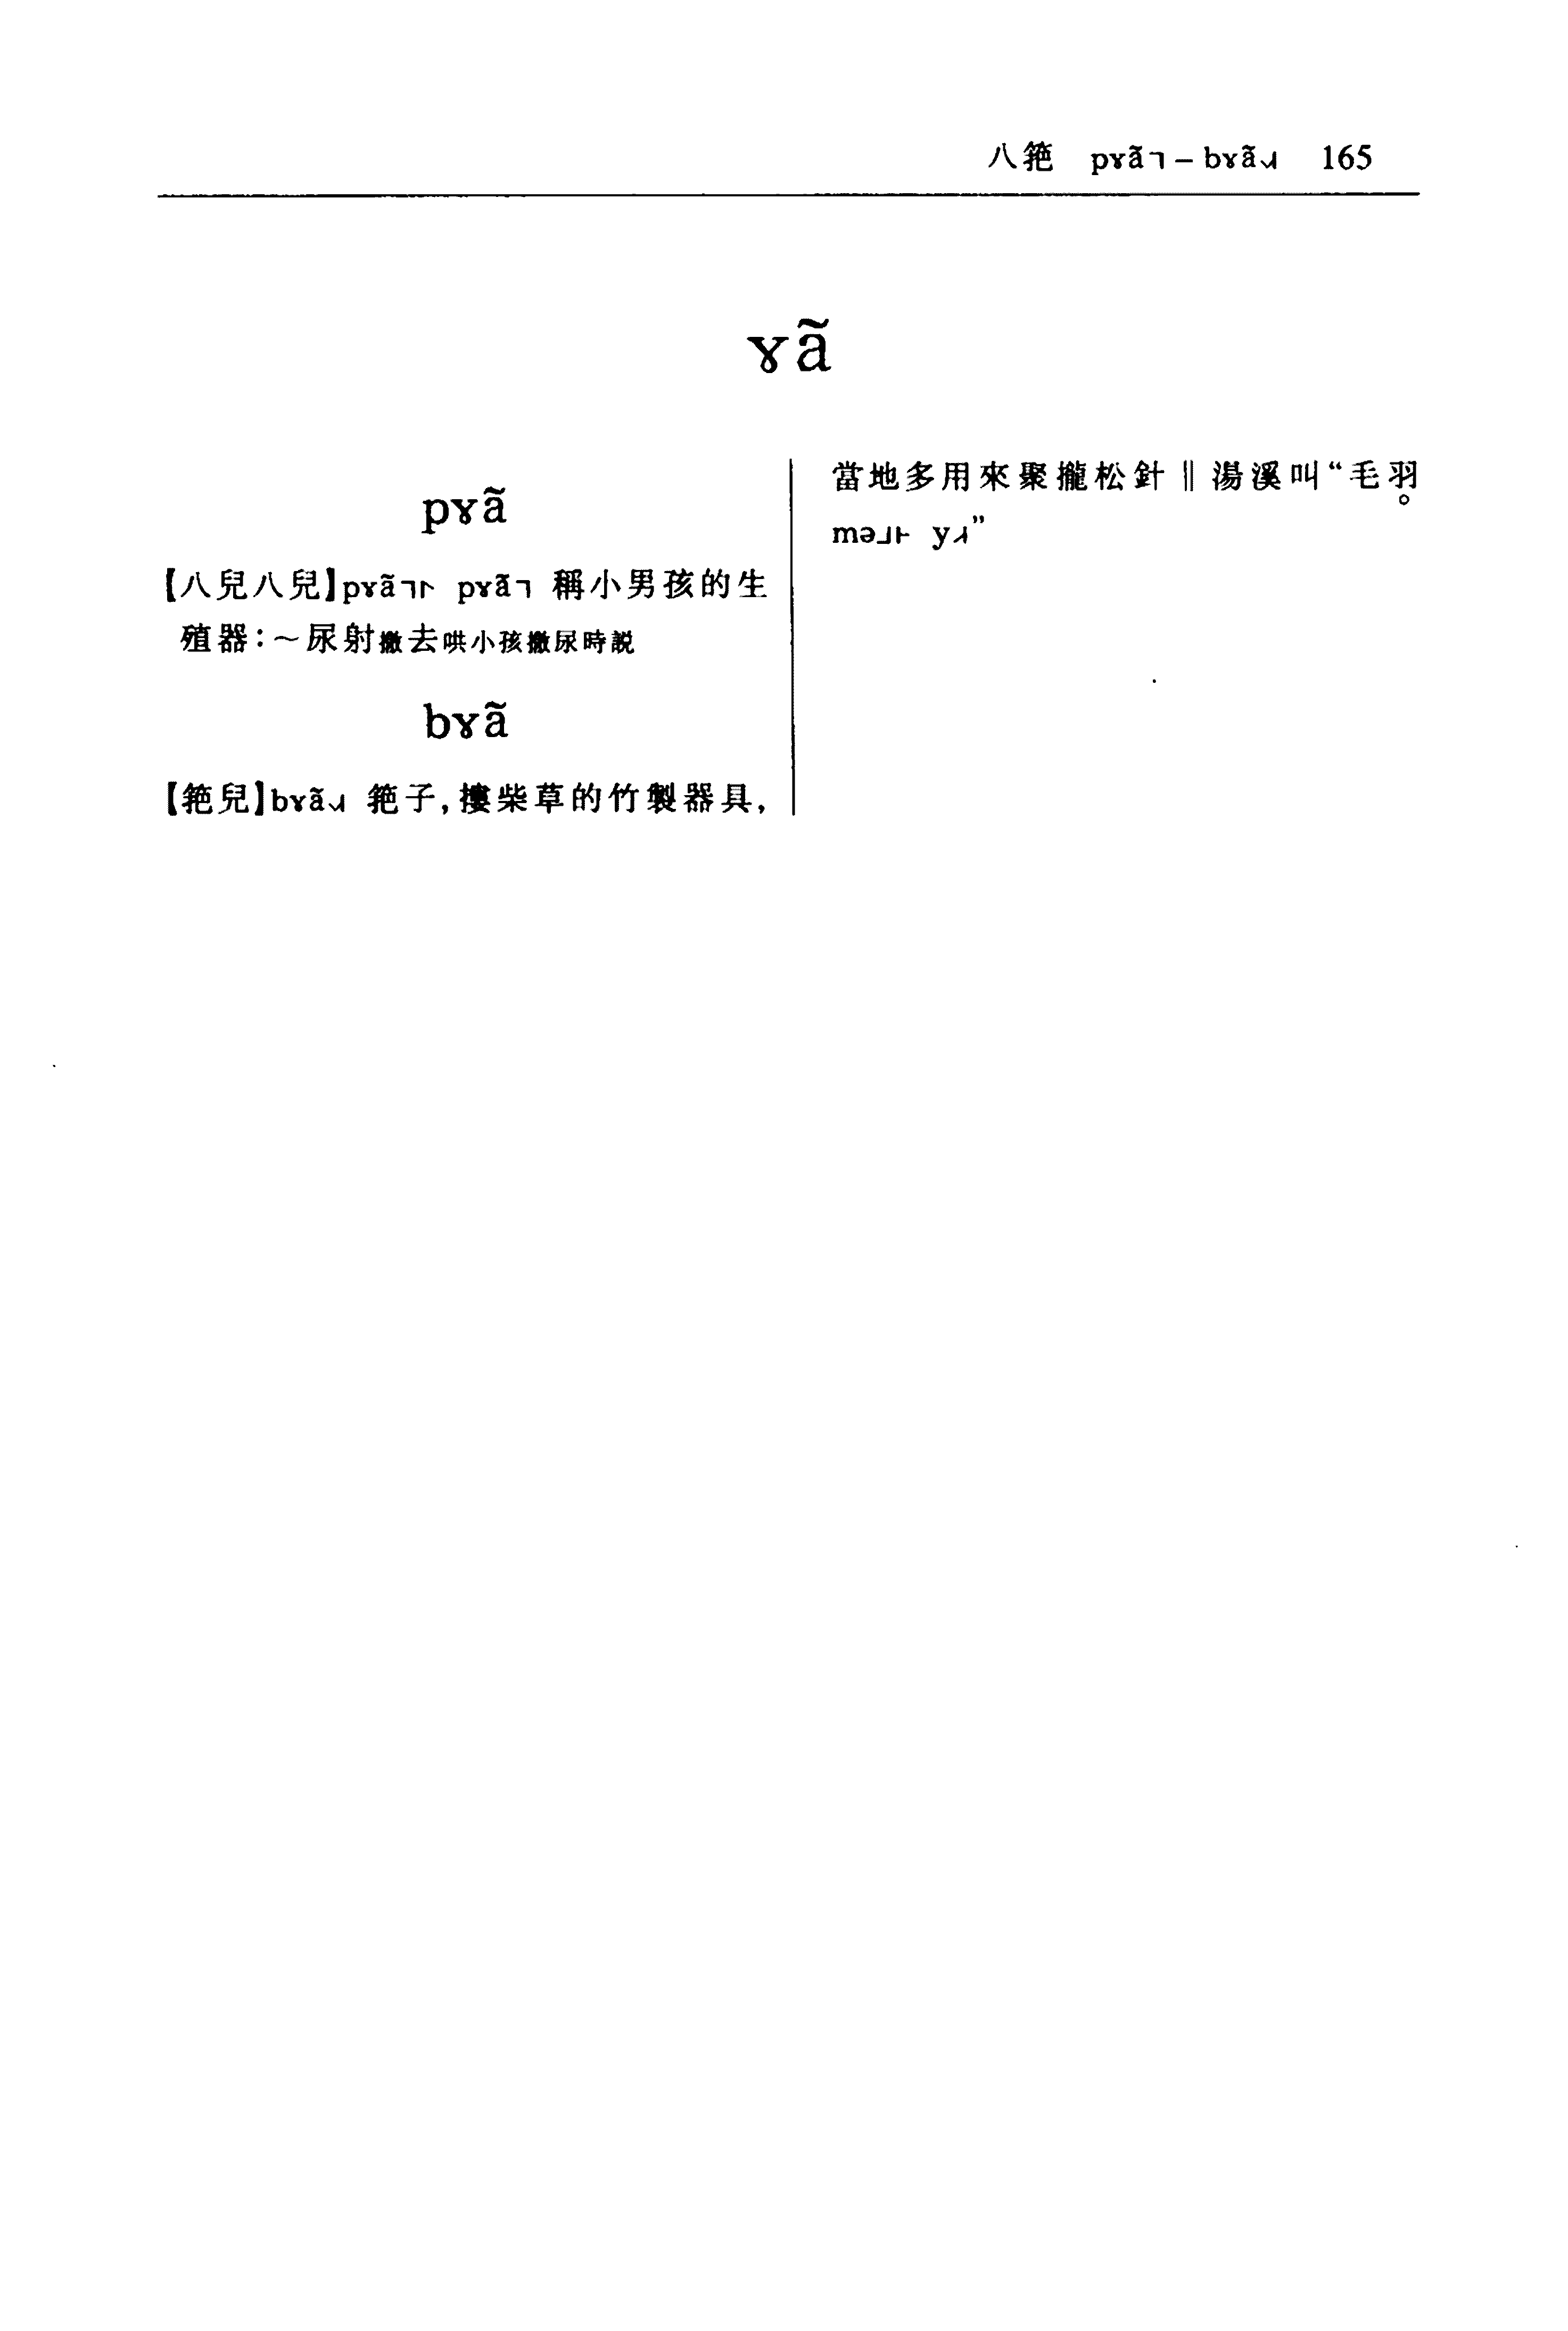 八筢 pɤã˥ – bɤã˩˧ 165
ɤã
pɤã
【八兒八兒】pɤã˥꜓ pɤã˥ 稱小男孩的生
殖器：～尿射撒去哄小孩撒尿時説
bɤã
【筢兒】bɤã˩˧ 筢子，摟柴草的竹製器具，
當地多用來聚攏松針 ‖ 湯溪叫“毛羽
mə˩꜔ y˩˧”